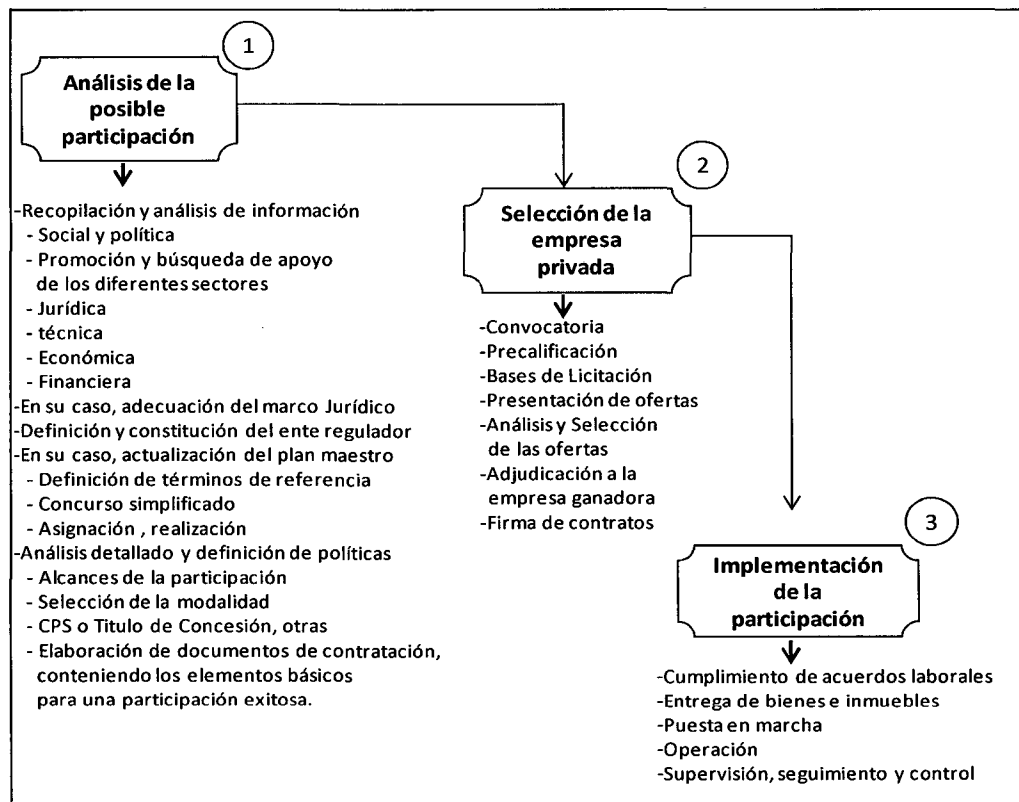 1
Análisis de la
posible
participación
-Recopilación y análisis de información
- Social y política
- Promoción y búsqueda de apoyo
de los diferentes sectores
- Jurídica
- técnica
- Económica
- Financiera
-En su caso, adecuación del marco Jurídico
-Definición y constitución del ente regulador
-En su caso, actualización del plan maestro
- Definición de términos de referencia
- Concurso simplificado
- Asignación , realización
-Análisis detallado y definición de políticas
- Alcances de la participación
- Selección de la modalidad
- CPS o Titulo de Concesión, otras
- Elaboración de documentos de contratación,
conteniendo los elementos básicos
para una participación exitosa.
2
Selección de la
empresa
privada
-Convocatoria
-Precalificación
-Bases de Licitación
-Presentación de ofertas
-Análisis y Selección
de las ofertas
-Adjudicación a la
empresa ganadora
-Firma de contratos
3
Implementación
de la
participación
-Cumplimiento de acuerdos laborales
-Entrega de bienes e inmuebles
-Puesta en marcha
-Operación
-Supervisión, seguimiento y control